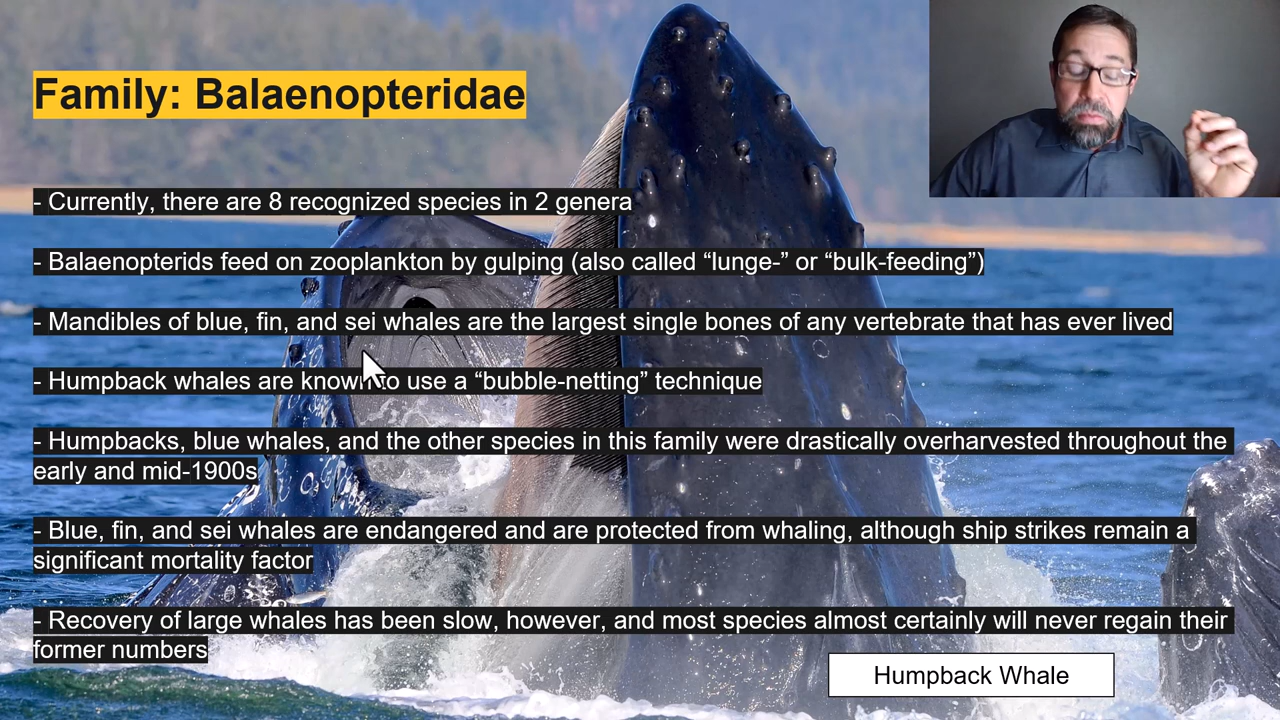 Family: Balaenopteridae
- Currently, there are 8 recognized species in 2 genera
- Balaenopterids feed on zooplankton by gulping (also called “lunge-” or “bulk-feeding”)
- Mandibles of blue, fin, and sei whales are the largest single bones of any vertebrate that has ever lived
- Humpback whales are known to use a “bubble-netting” technique
- Humpbacks, blue whales, and the other species in this family were drastically overharvested throughout the
early and mid-1900s
- Blue, fin, and sei whales are endangered and are protected from whaling, although ship strikes remain a
significant mortality factor
- Recovery of large whales has been slow, however, and most species almost certainly will never regain their
former numbers
Humpback Whale